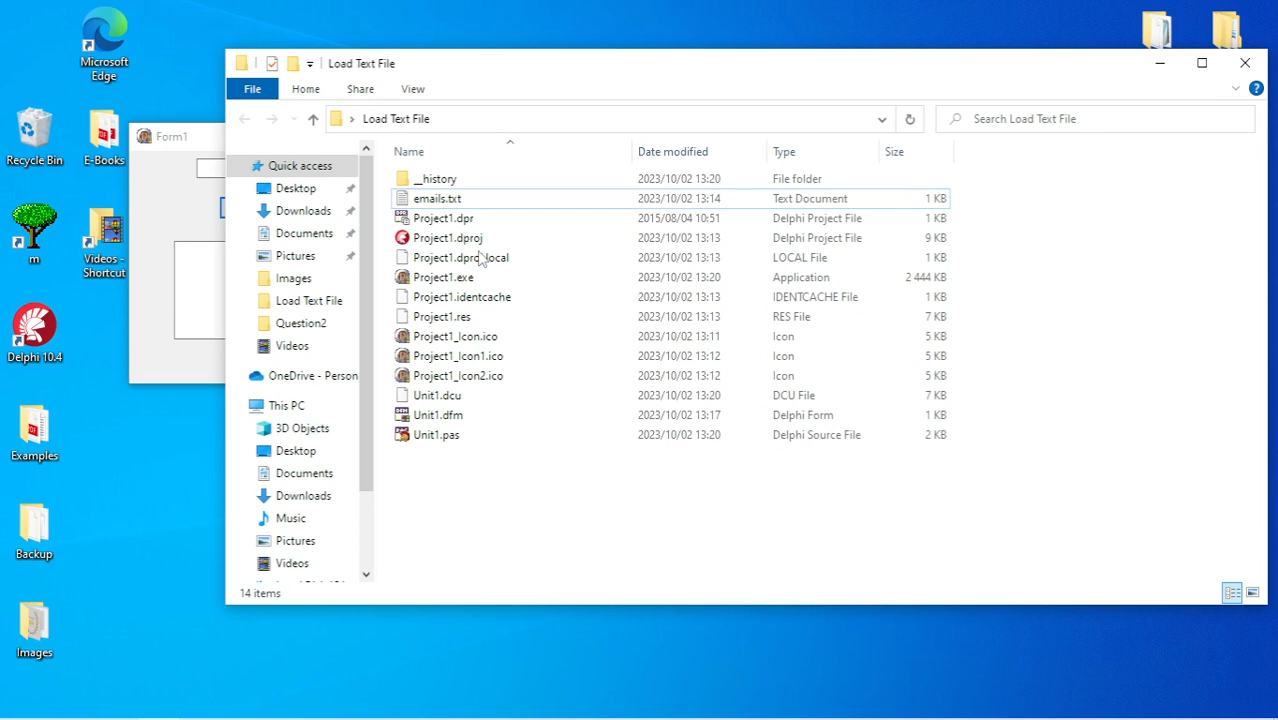 Microsoft
Edge
Recycle Bin
E-Books
m
Videos -
Shortcut
Delphi 10.4
Examples
Backup
Images
Form1
Load Text File
File
Home
Share
View
Load Text File
Search Load Text File
Quick access
Desktop
Downloads
Documents
Pictures
Images
Load Text File
Question2
Videos
OneDrive - Person
This PC
3D Objects
Desktop
Documents
Downloads
Music
Pictures
Videos
Name Date modified Type Size
__history 2023/10/02 13:20 File folder
emails.txt 2023/10/02 13:14 Text Document 1 KB
Project1.dpr 2015/08/04 10:51 Delphi Project File 1 KB
Project1.dproj 2023/10/02 13:13 Delphi Project File 9 KB
Project1.dproj.local 2023/10/02 13:13 LOCAL File 1 KB
Project1.exe 2023/10/02 13:20 Application 2 444 KB
Project1.identcache 2023/10/02 13:13 IDENTCACHE File 1 KB
Project1.res 2023/10/02 13:13 RES File 7 KB
Project1_Icon.ico 2023/10/02 13:11 Icon 5 KB
Project1_Icon1.ico 2023/10/02 13:12 Icon 5 KB
Project1_Icon2.ico 2023/10/02 13:12 Icon 5 KB
Unit1.dcu 2023/10/02 13:20 DCU File 7 KB
Unit1.dfm 2023/10/02 13:17 Delphi Form 1 KB
Unit1.pas 2023/10/02 13:20 Delphi Source File 2 KB
14 items